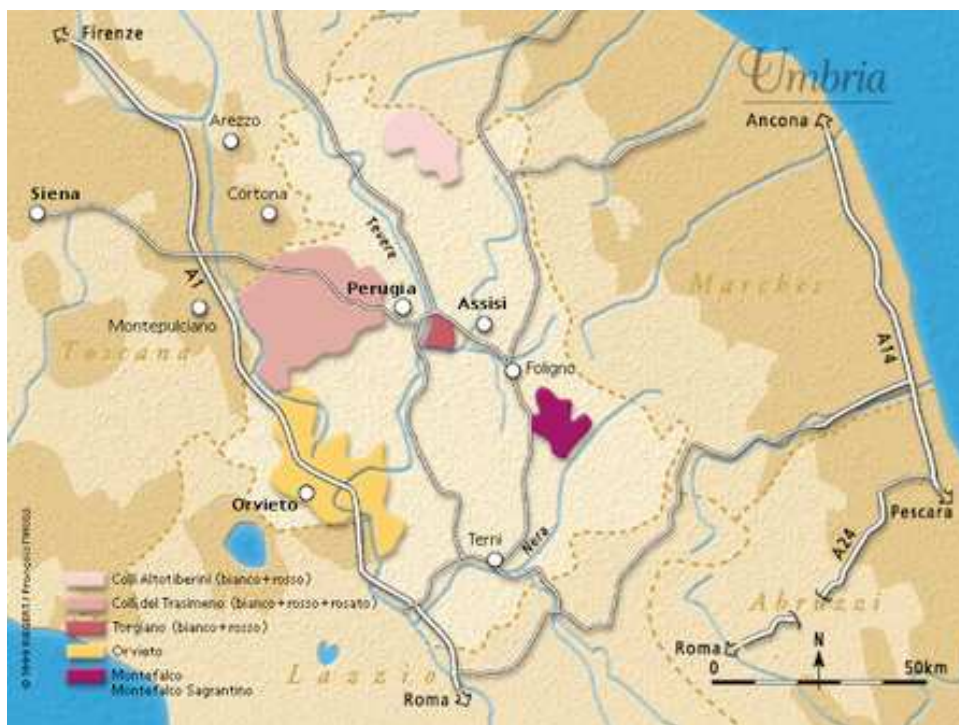 Firenze
Umbria
Arezzo
Ancona
Siena
Cortona
Tevere
A1
Perugia
Assisi
Marche
Montepulciano
Toscana
A14
Foligno
Orvieto
Pescara
Terni
Nera
A24
Colli Altotiberini (bianco+rosso)
Colli del Trasimeno (bianco+rosso+rosato)
Abruzzi
Torgiano (bianco+rosso)
Orvieto
Roma
N
Montefalco
Montefalco Sagrantino
Lazzio
0 50km
Roma